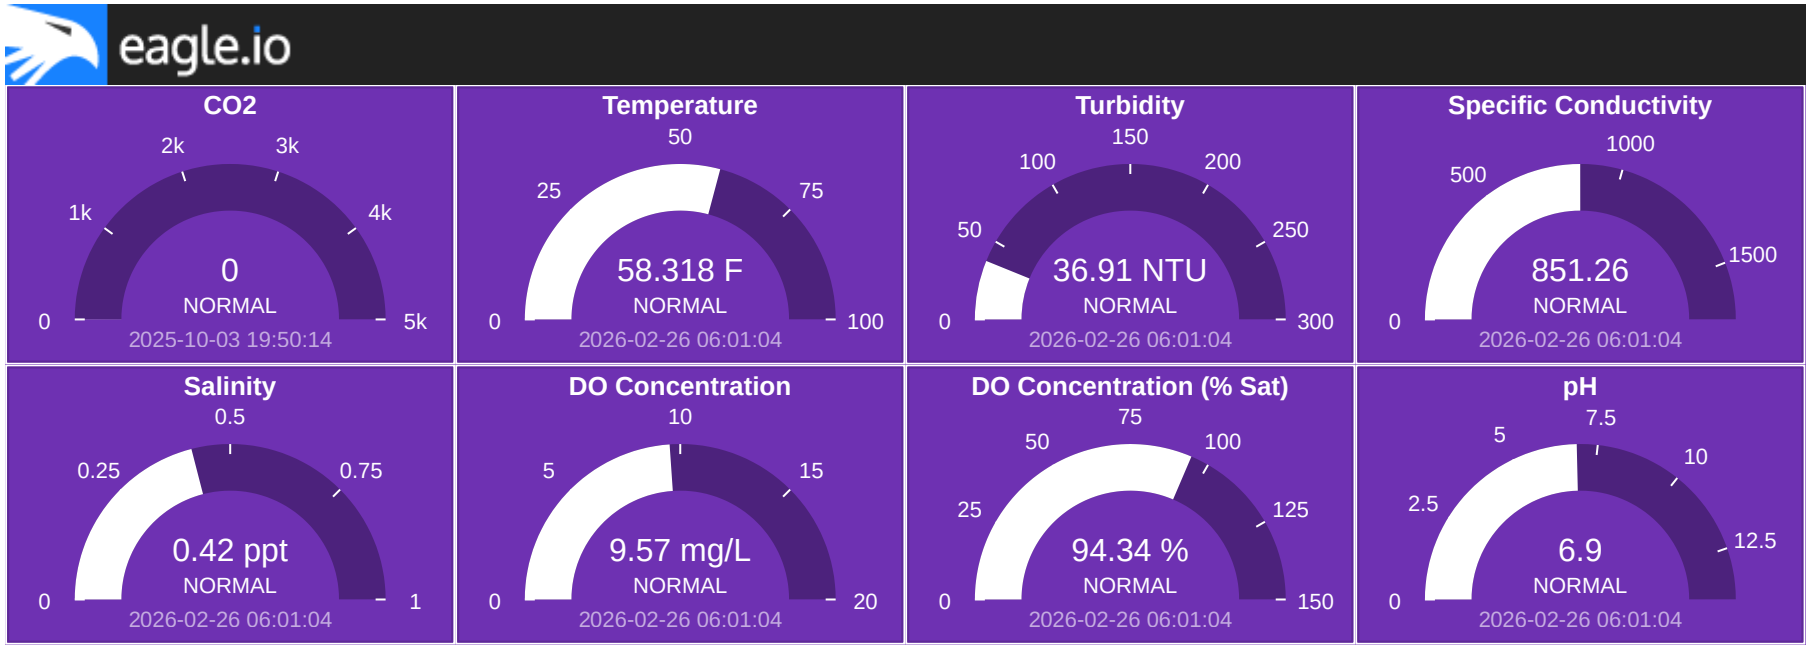 eagle.io
CO2
0
1k
2k
3k
4k
5k
0
NORMAL
2025-10-03 19:50:14
Temperature
0
25
50
75
100
58.318 F
NORMAL
2026-02-26 06:01:04
Turbidity
0
50
100
150
200
250
300
36.91 NTU
NORMAL
2026-02-26 06:01:04
Specific Conductivity
0
500
1000
1500
851.26
NORMAL
2026-02-26 06:01:04
Salinity
0
0.25
0.5
0.75
1
0.42 ppt
NORMAL
2026-02-26 06:01:04
DO Concentration
0
5
10
15
20
9.57 mg/L
NORMAL
2026-02-26 06:01:04
DO Concentration (% Sat)
0
25
50
75
100
125
150
94.34 %
NORMAL
2026-02-26 06:01:04
pH
0
2.5
5
7.5
10
12.5
6.9
NORMAL
2026-02-26 06:01:04